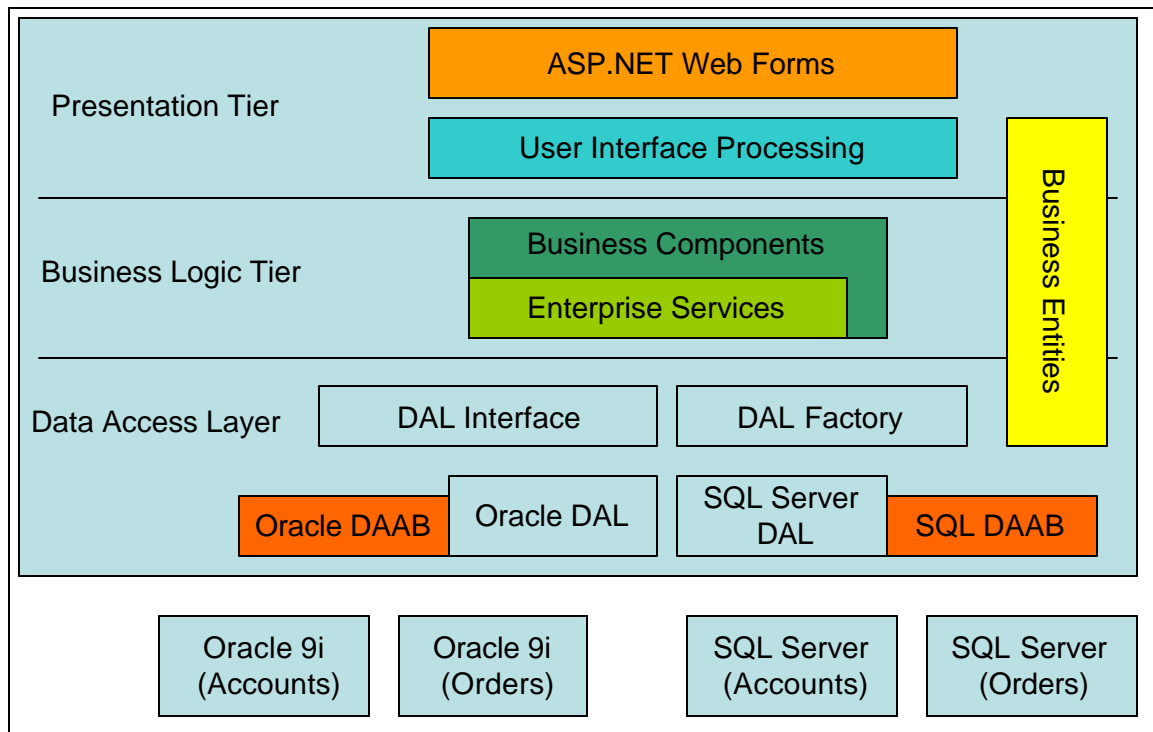 ASP.NET Web Forms
Presentation Tier
User Interface Processing
Business Entities
Business Components
Business Logic Tier
Enterprise Services
Data Access Layer
DAL Interface
DAL Factory
Oracle DAAB
Oracle DAL
SQL Server
DAL
SQL DAAB
Oracle 9i
(Accounts)
Oracle 9i
(Orders)
SQL Server
(Accounts)
SQL Server
(Orders)